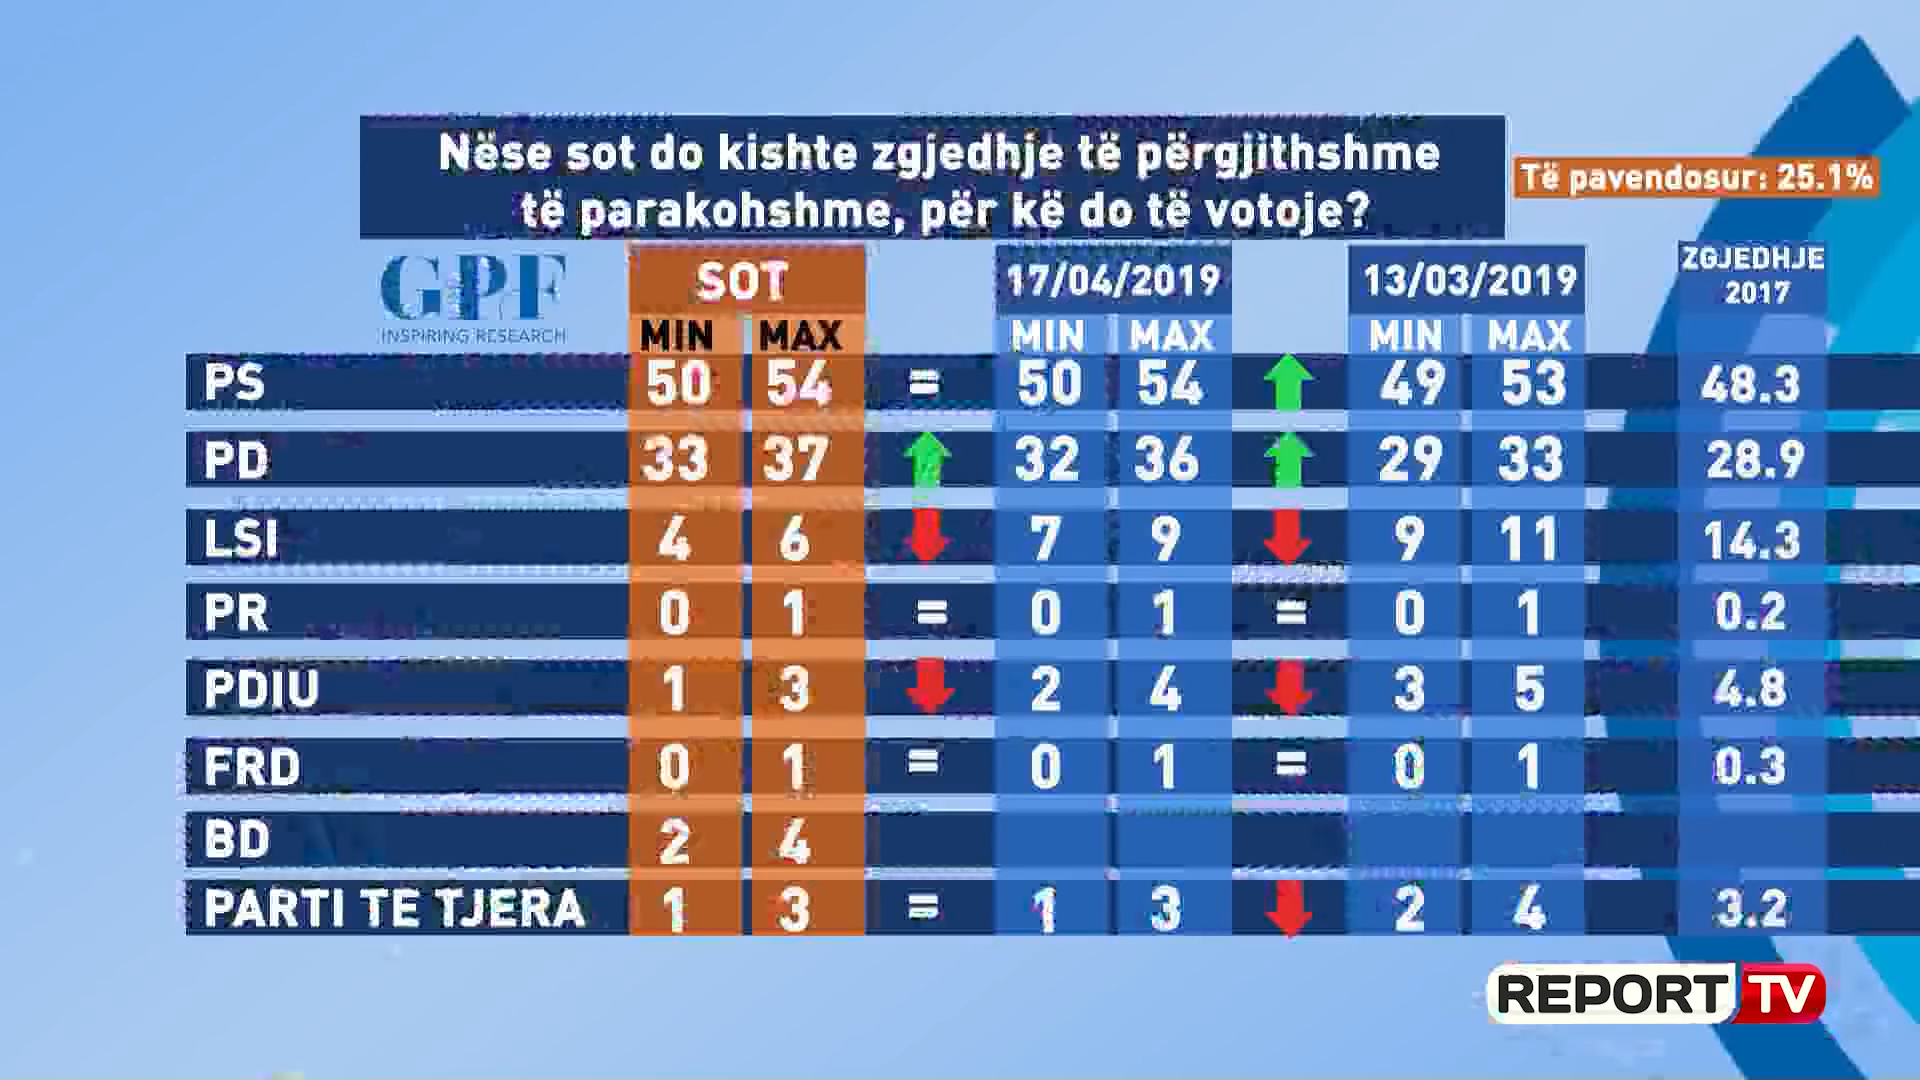 Nëse sot do kishte zgjedhje të përgjithshme
të parakohshme, për kë do të votoje?
Të pavendosur: 25.1%
GPF
INSPIRING RESEARCH
SOT 17/04/2019 13/03/2019 ZGJEDHJE 2017
MIN MAX MIN MAX MIN MAX
PS 50 54 = 50 54 49 53 48.3
PD 33 37 32 36 29 33 28.9
LSI 4 6 7 9 9 11 14.3
PR 0 1 = 0 1 = 0 1 0.2
PDIU 1 3 2 4 3 5 4.8
FRD 0 1 = 0 1 = 0 1 0.3
BD 2 4
PARTI TE TJERA 1 3 = 1 3 2 4 3.2
REPORT TV